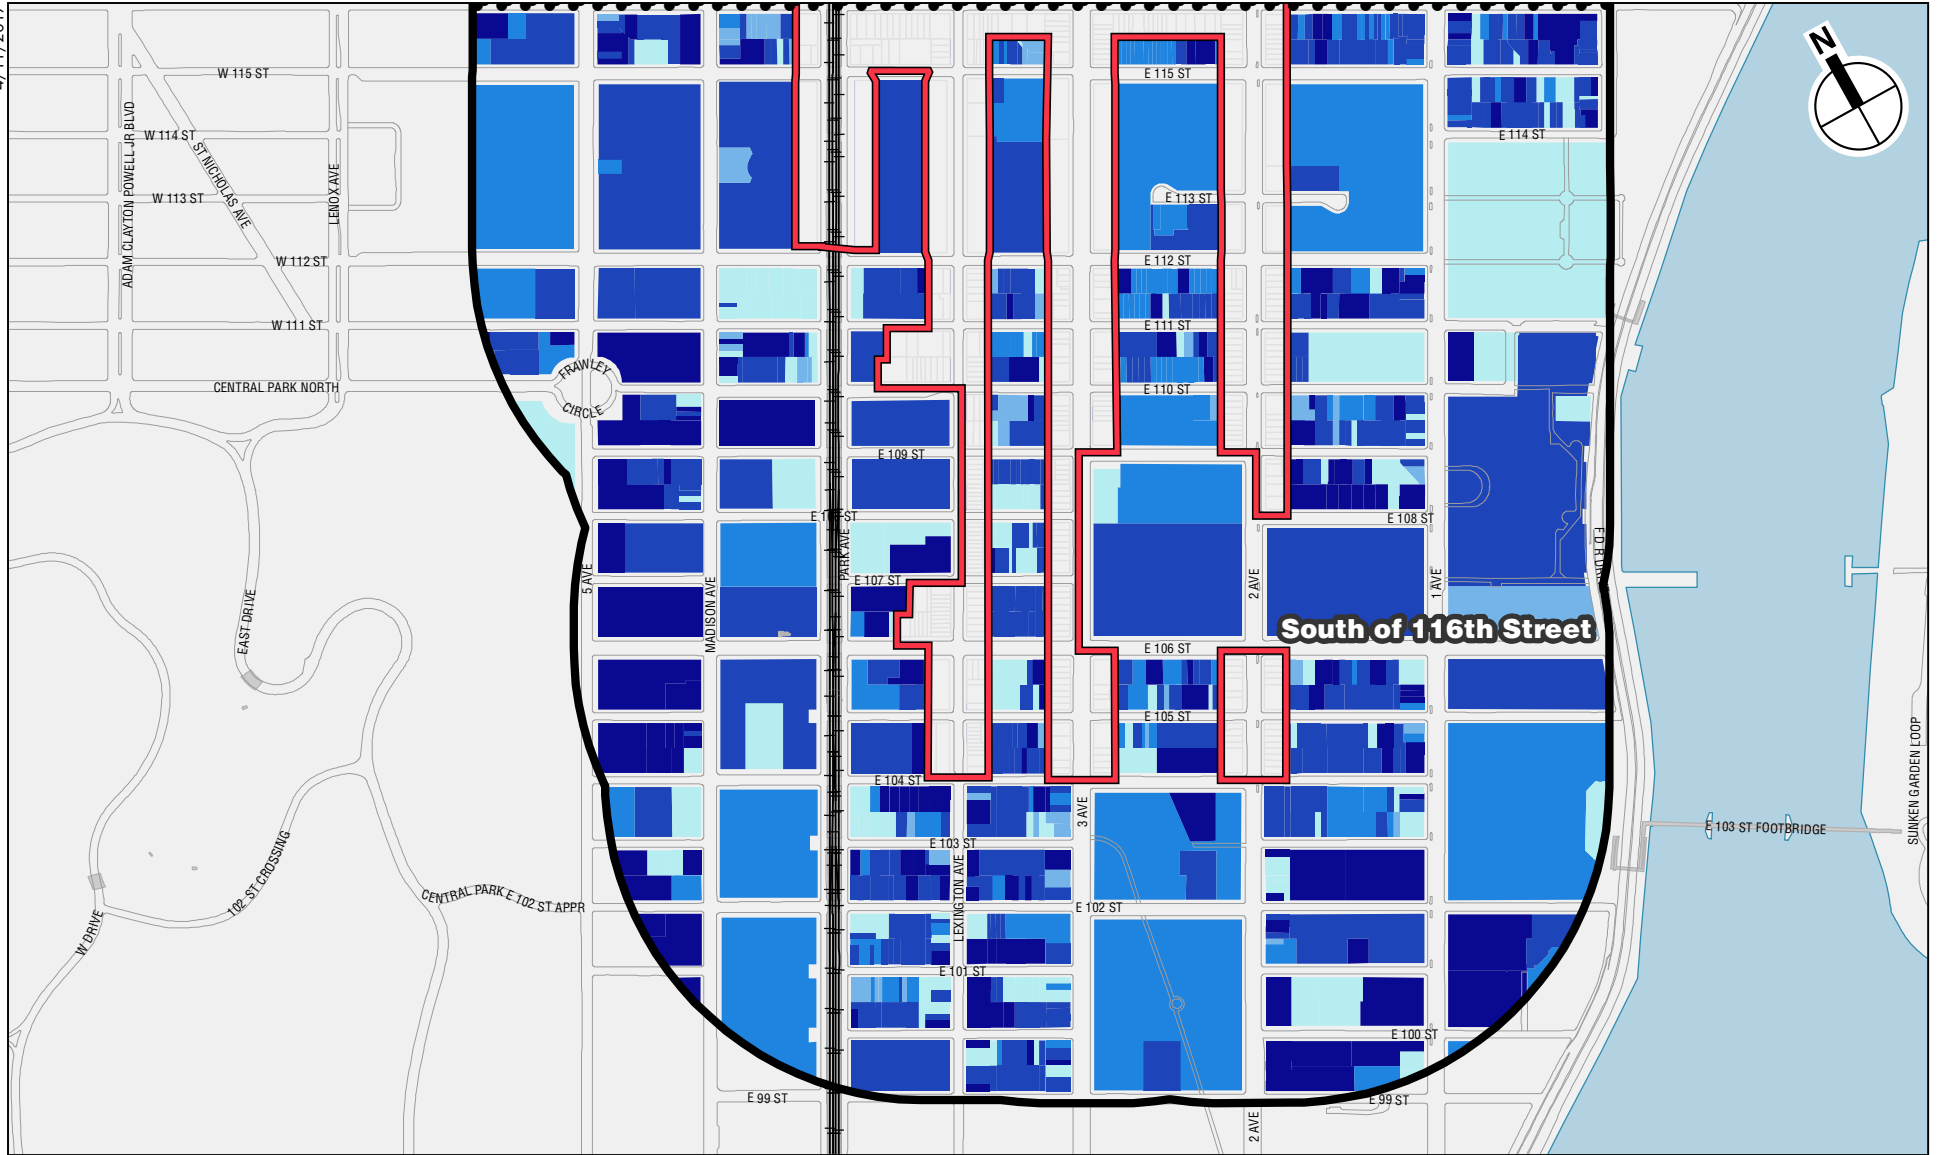 N
W 115 ST
E 115 ST
W 114 ST
E 114 ST
ADAM CLAYTON POWELL JR BLVD
ST NICHOLAS AVE
LENOX AVE
W 113 ST
E 113 ST
W 112 ST
E 112 ST
W 111 ST
E 111 ST
FRAWLEY
CIRCLE
CENTRAL PARK NORTH
E 110 ST
E 109 ST
E 108 ST
PARK AVE
E 107 ST
5 AVE
MADISON AVE
2 AVE
1 AVE
EAST DRIVE
South of 116th Street
E 106 ST
E 105 ST
E 104 ST
3 AVE
SUNKEN GARDEN LOOP
E 103 ST FOOTBRIDGE
E 103 ST
LEXINGTON AVE
102 ST CROSSING
CENTRAL PARK E 102 ST APPR
E 102 ST
W DRIVE
E 101 ST
E 100 ST
E 99 ST
E 99 ST
2 AVE